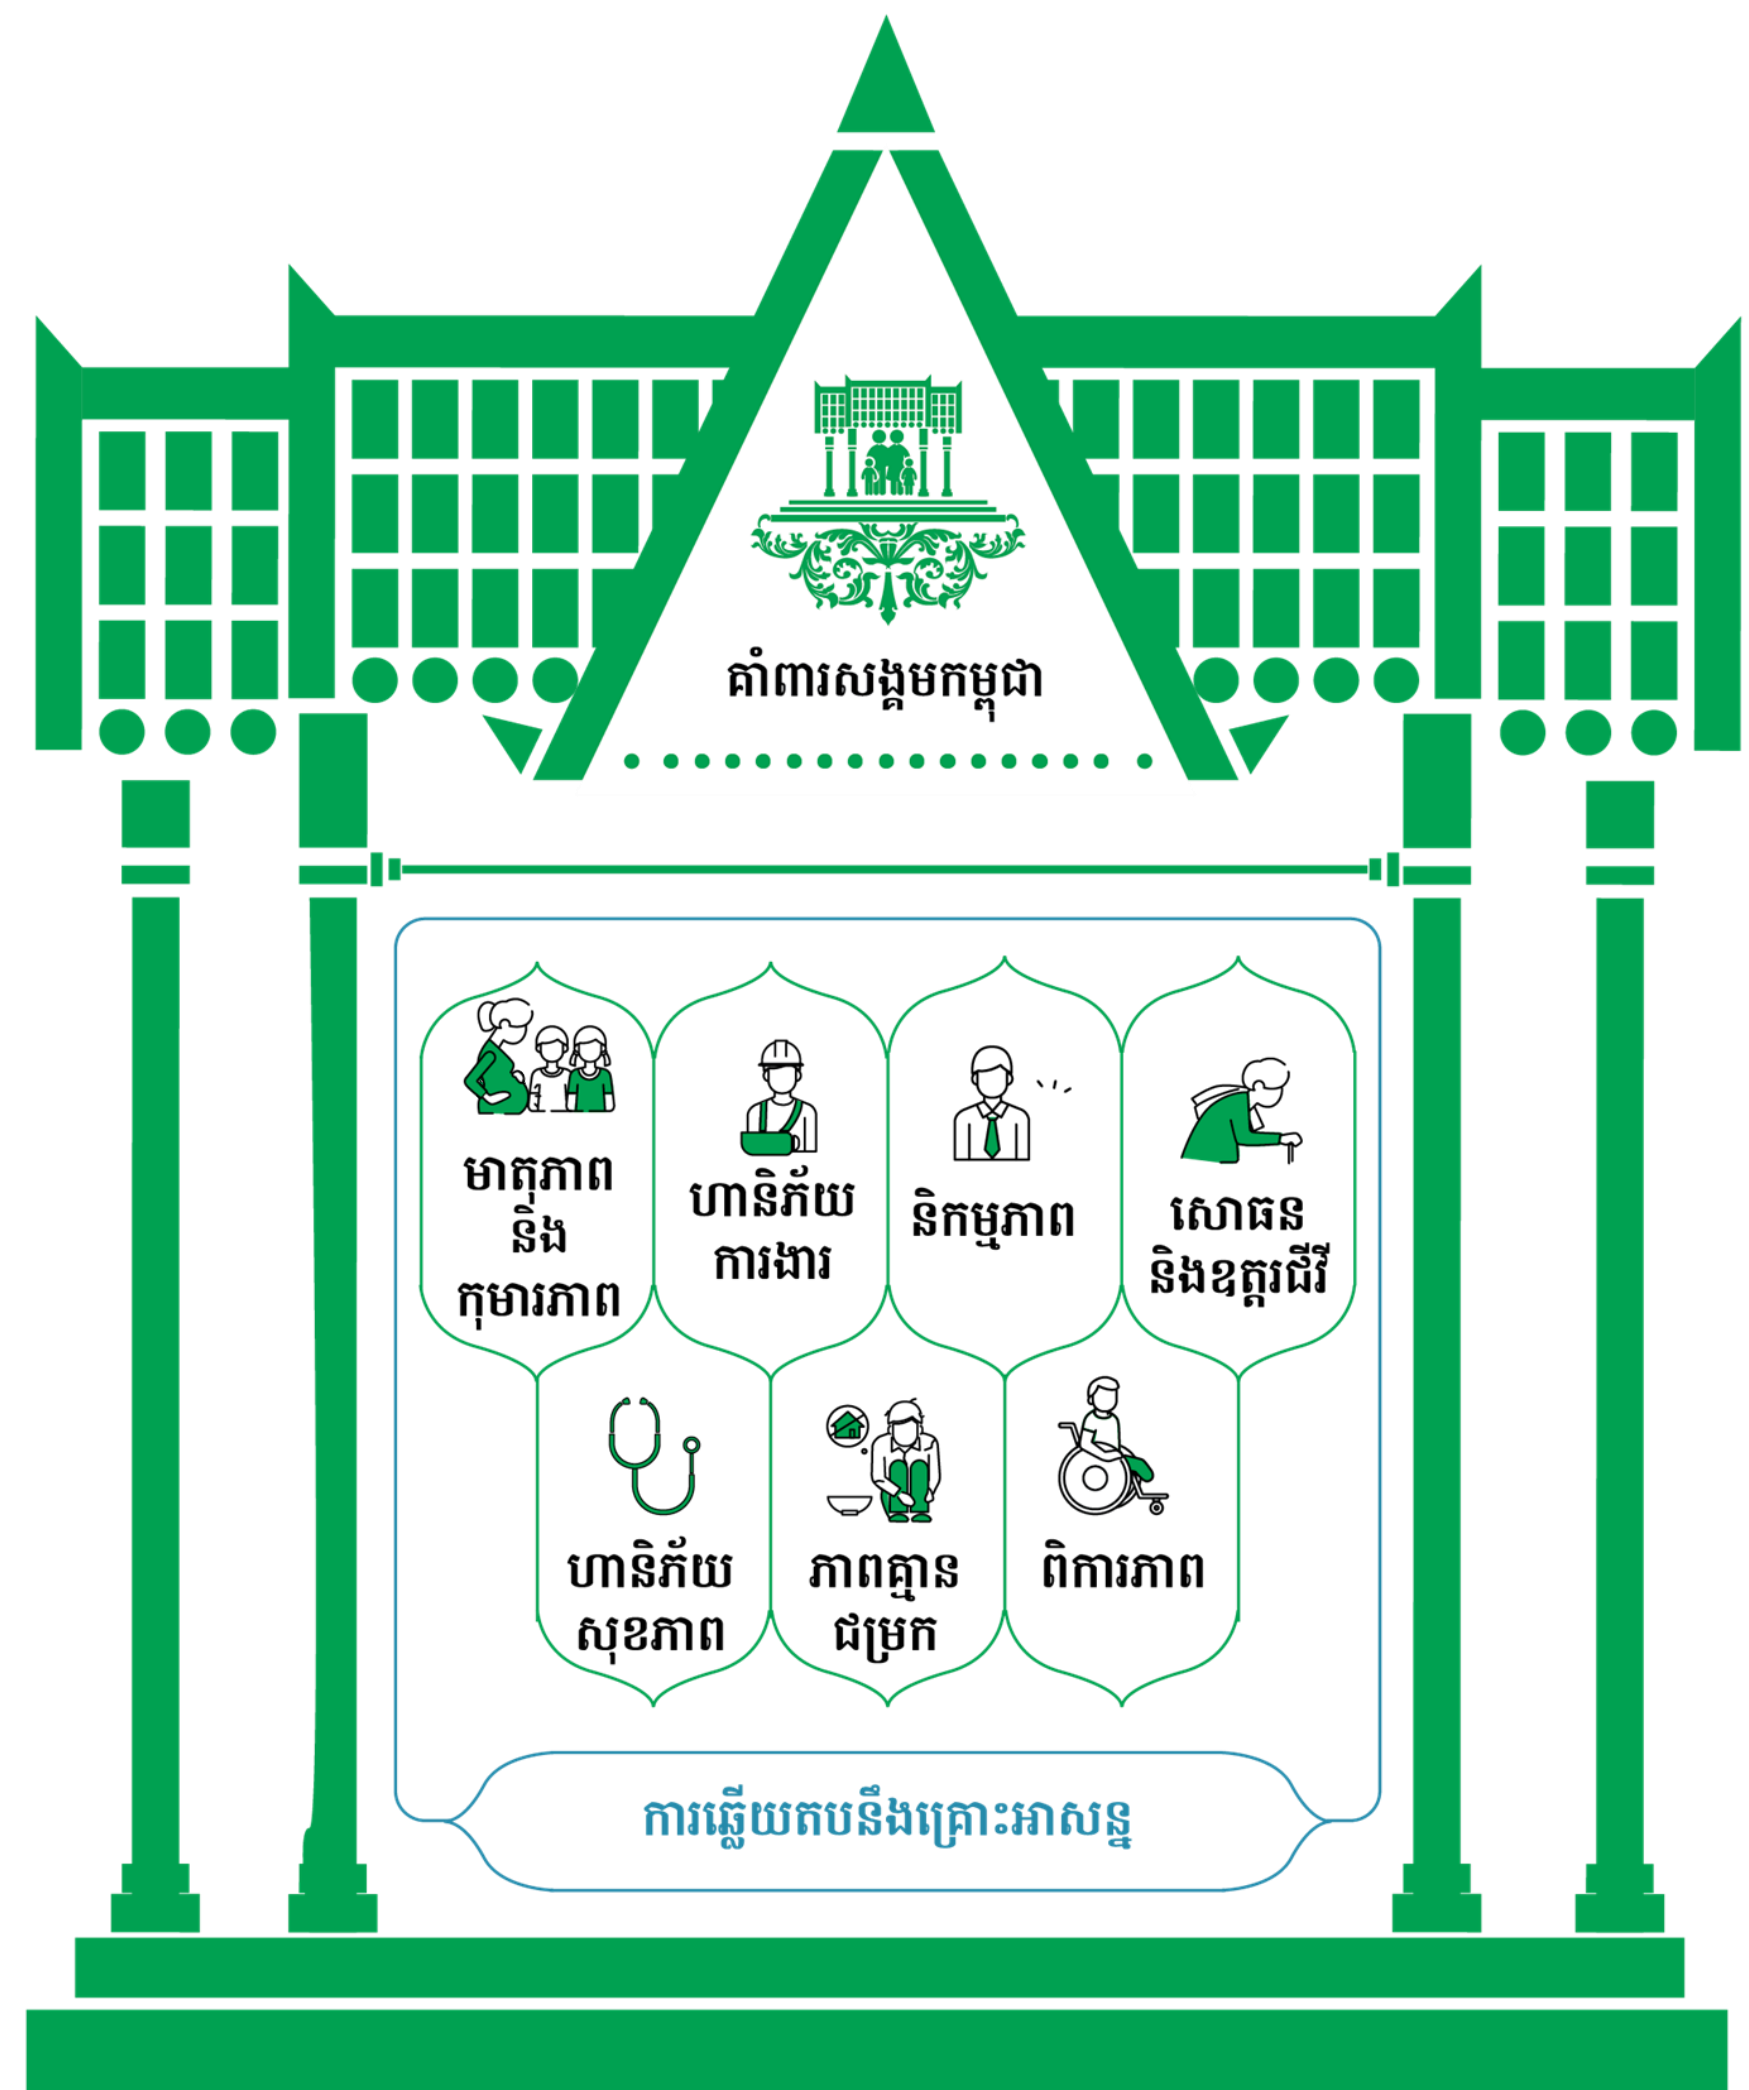 គាំពារសង្គមកម្ពុជា
មាតុភាព
និង
កុមារភាព
ហានិភ័យ
ការងារ
និកម្មភាព
សោធន
និងឧត្តរជីវី
ហានិភ័យ
សុខភាព
ភាពគ្មាន
ជម្រក
ពិការភាព
ការឆ្លើយតបនឹងគ្រោះអាសន្ន